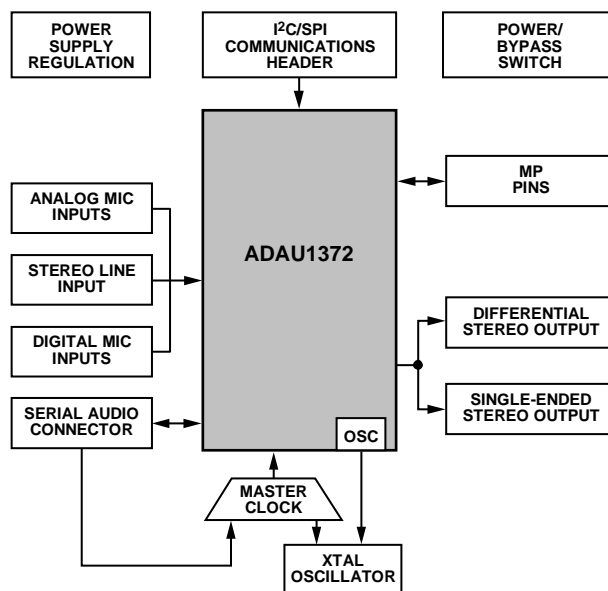 POWER
SUPPLY
REGULATION
I²C/SPI
COMMUNICATIONS
HEADER
POWER/
BYPASS
SWITCH
MP
PINS
ANALOG MIC
INPUTS
ADAU1372
STEREO LINE
INPUT
DIGITAL MIC
INPUTS
DIFFERENTIAL
STEREO OUTPUT
SERIAL AUDIO
CONNECTOR
SINGLE-ENDED
STEREO OUTPUT
OSC
MASTER
CLOCK
XTAL
OSCILLATOR